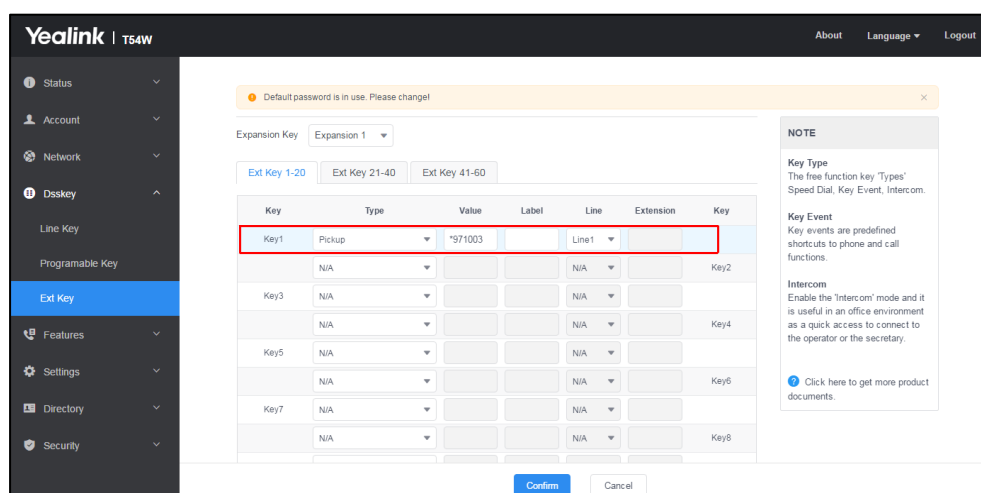 Yealink | T54W
About Language Logout
Status
Account
Network
Dsskey
Line Key
Programable Key
Ext Key
Features
Settings
Directory
Security
Default password is in use. Please change!
Expansion Key Expansion 1
Ext Key 1-20 Ext Key 21-40 Ext Key 41-60
Key Type Value Label Line Extension Key
Key1 Pickup *971003 Line1
N/A N/A Key2
Key3 N/A N/A
N/A N/A Key4
Key5 N/A N/A
N/A N/A Key6
Key7 N/A N/A
N/A N/A Key8
Confirm Cancel
NOTE
Key Type
The free function key 'Types'
Speed Dial, Key Event, Intercom.
Key Event
Key events are predefined
shortcuts to phone and call
functions.
Intercom
Enable the 'Intercom' mode and it
is useful in an office environment
as a quick access to connect to
the operator or the secretary.
Click here to get more product
documents.